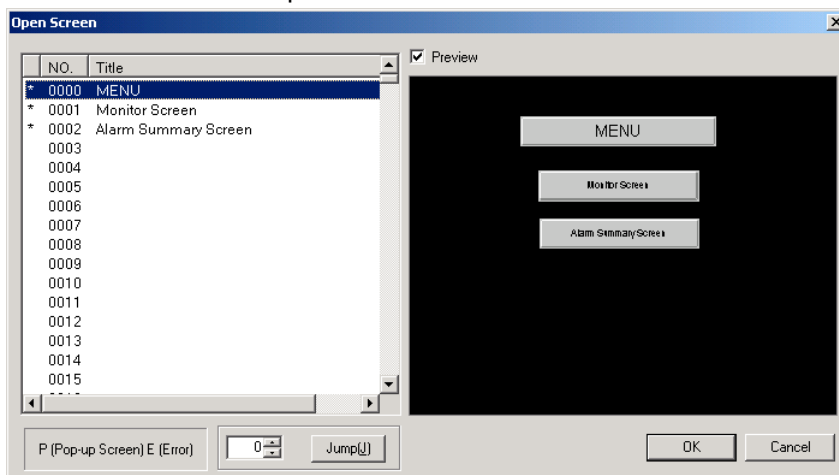 Open Screen
Preview
NO. Title
* 0000 MENU
* 0001 Monitor Screen
* 0002 Alarm Summary Screen
0003
0004
0005
0006
0007
0008
0009
0010
0011
0012
0013
0014
0015
MENU
Monitor Screen
Alarm Summary Screen
P (Pop-up Screen) E (Error)
0
Jump(J)
OK
Cancel